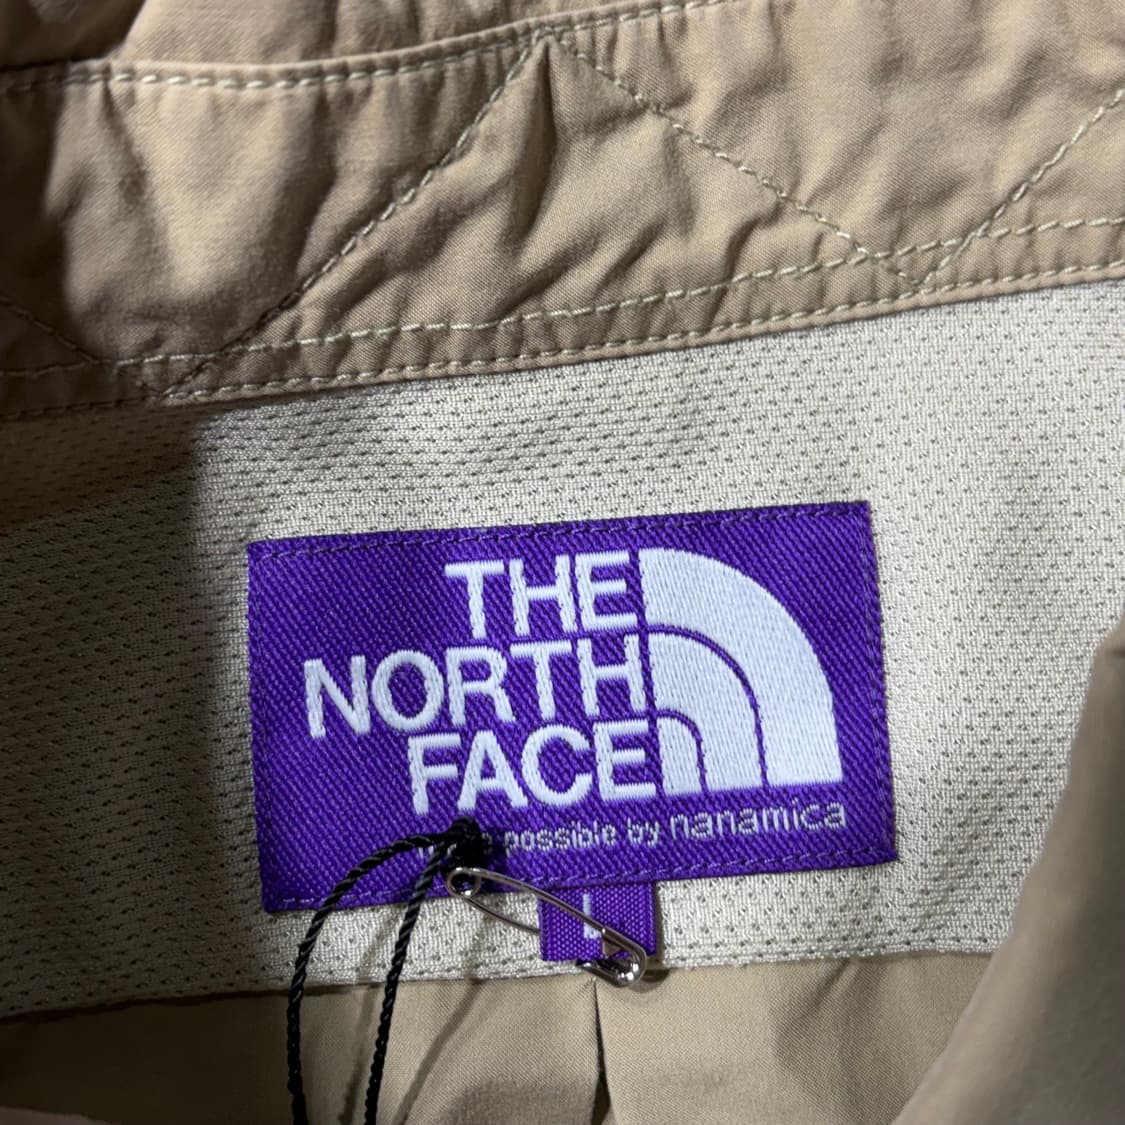 THE
NORTH
FACE
possible by nanamica
L